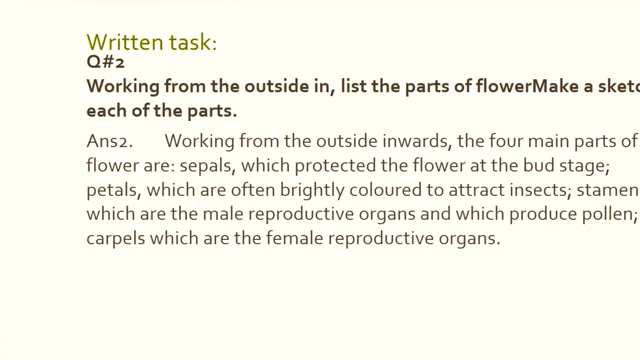 Written task:
Q#2
Working from the outside in, list the parts of flowerMake a sketc
each of the parts.
Ans2. Working from the outside inwards, the four main parts of
flower are: sepals, which protected the flower at the bud stage;
petals, which are often brightly coloured to attract insects; stamen
which are the male reproductive organs and which produce pollen;
carpels which are the female reproductive organs.